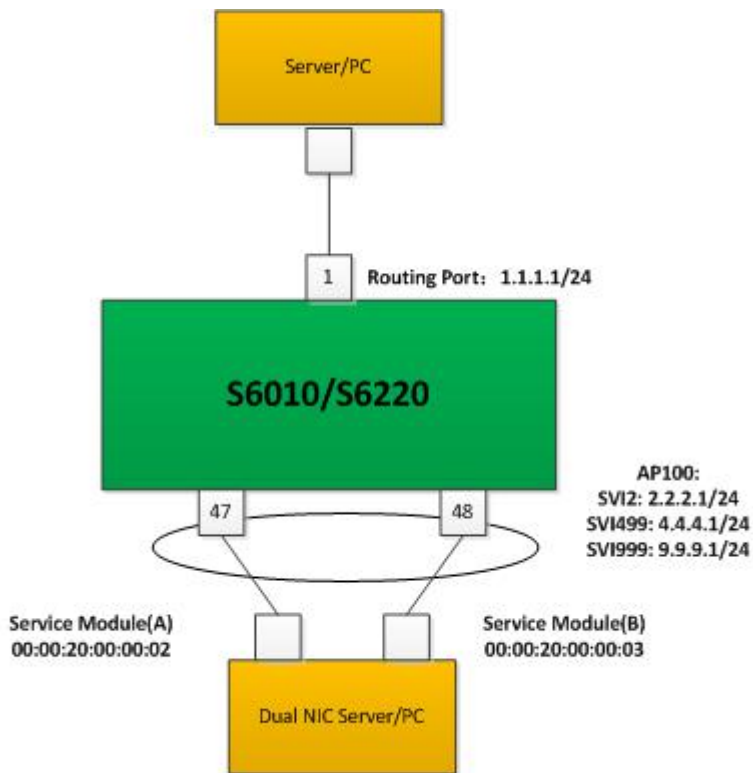 Server/PC
1
Routing Port：1.1.1.1/24
S6010/S6220
47
48
AP100:
SVI2: 2.2.2.1/24
SVI499: 4.4.4.1/24
SVI999: 9.9.9.1/24
Service Module(A)
00:00:20:00:00:02
Service Module(B)
00:00:20:00:00:03
Dual NIC Server/PC